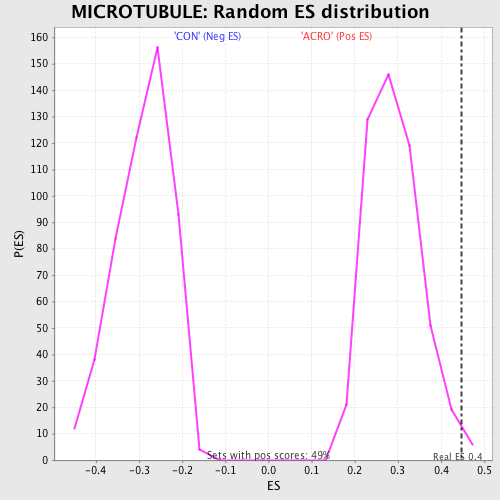 MICROTUBULE: Random ES distribution
'CON' (Neg ES) 'ACRO' (Pos ES)
160
150
140
130
120
110
100
90
80
70
60
50
40
30
20
10
0
P(ES)
Sets with pos scores: 49%
Real ES 0.4
-0.4 -0.3 -0.2 -0.1 0.0 0.1 0.2 0.3 0.4 0.5
ES